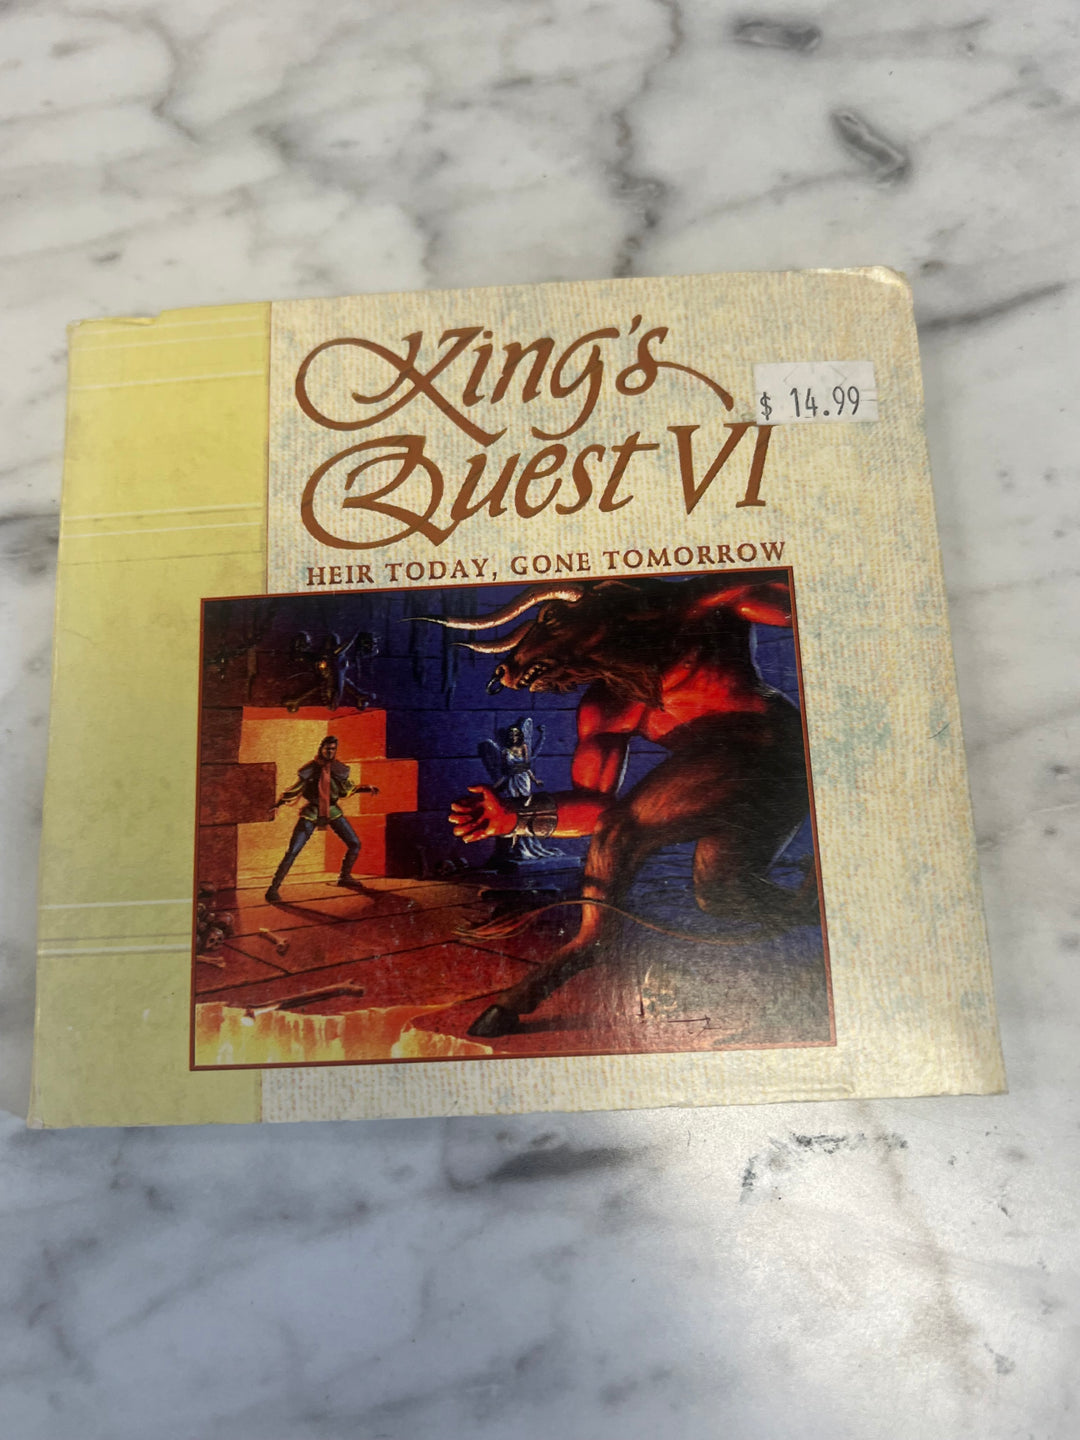 King's
$ 14.99
Quest VI
HEIR TODAY, GONE TOMORROW